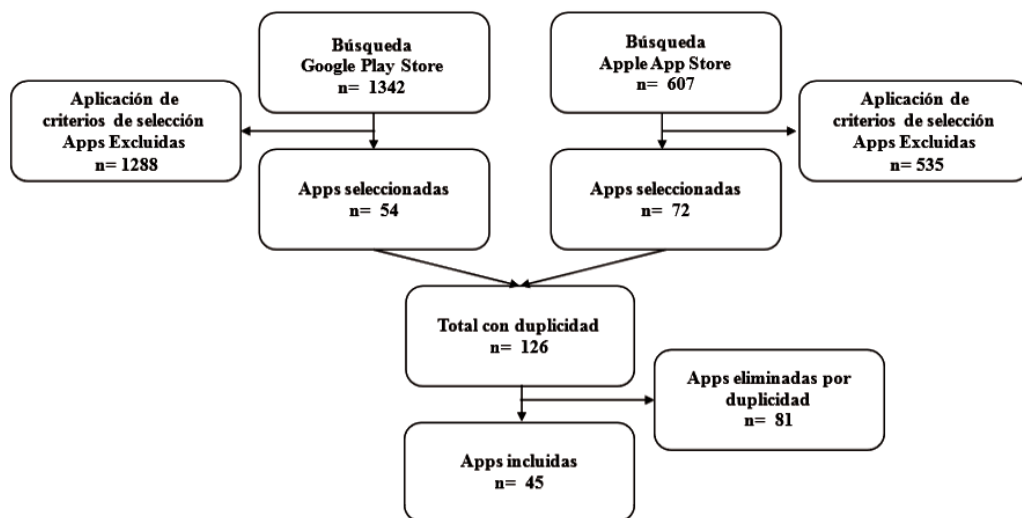 Búsqueda
Google Play Store
n= 1342
Búsqueda
Apple App Store
n= 607
Aplicación de
criterios de selección
Apps Excluidas
n= 1288
Aplicación de
criterios de selección
Apps Excluidas
n= 535
Apps seleccionadas
n= 54
Apps seleccionadas
n= 72
Total con duplicidad
n= 126
Apps eliminadas por
duplicidad
n= 81
Apps incluidas
n= 45